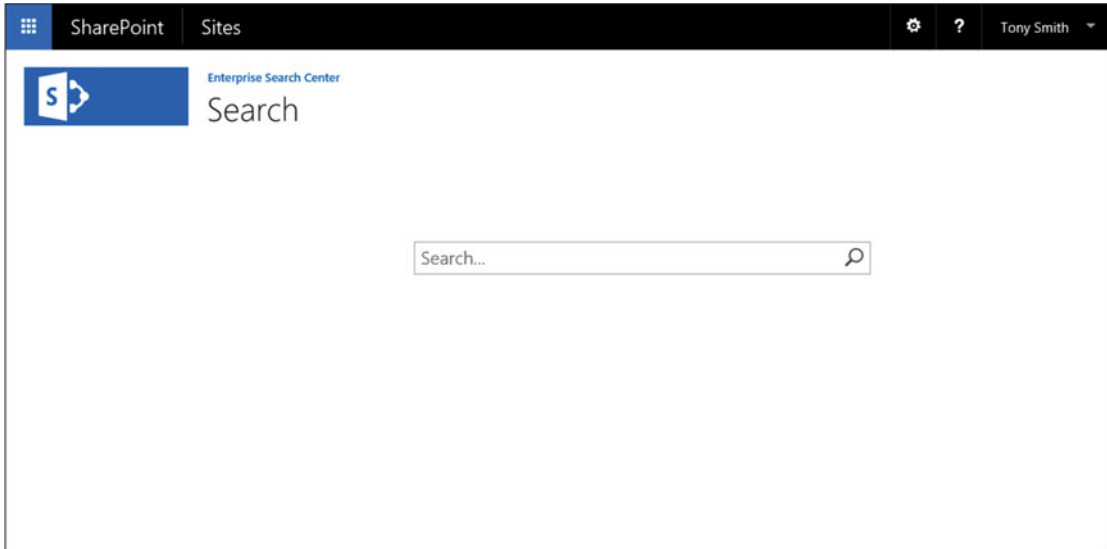 SharePoint Sites ? Tony Smith
S
Enterprise Search Center
Search
Search...